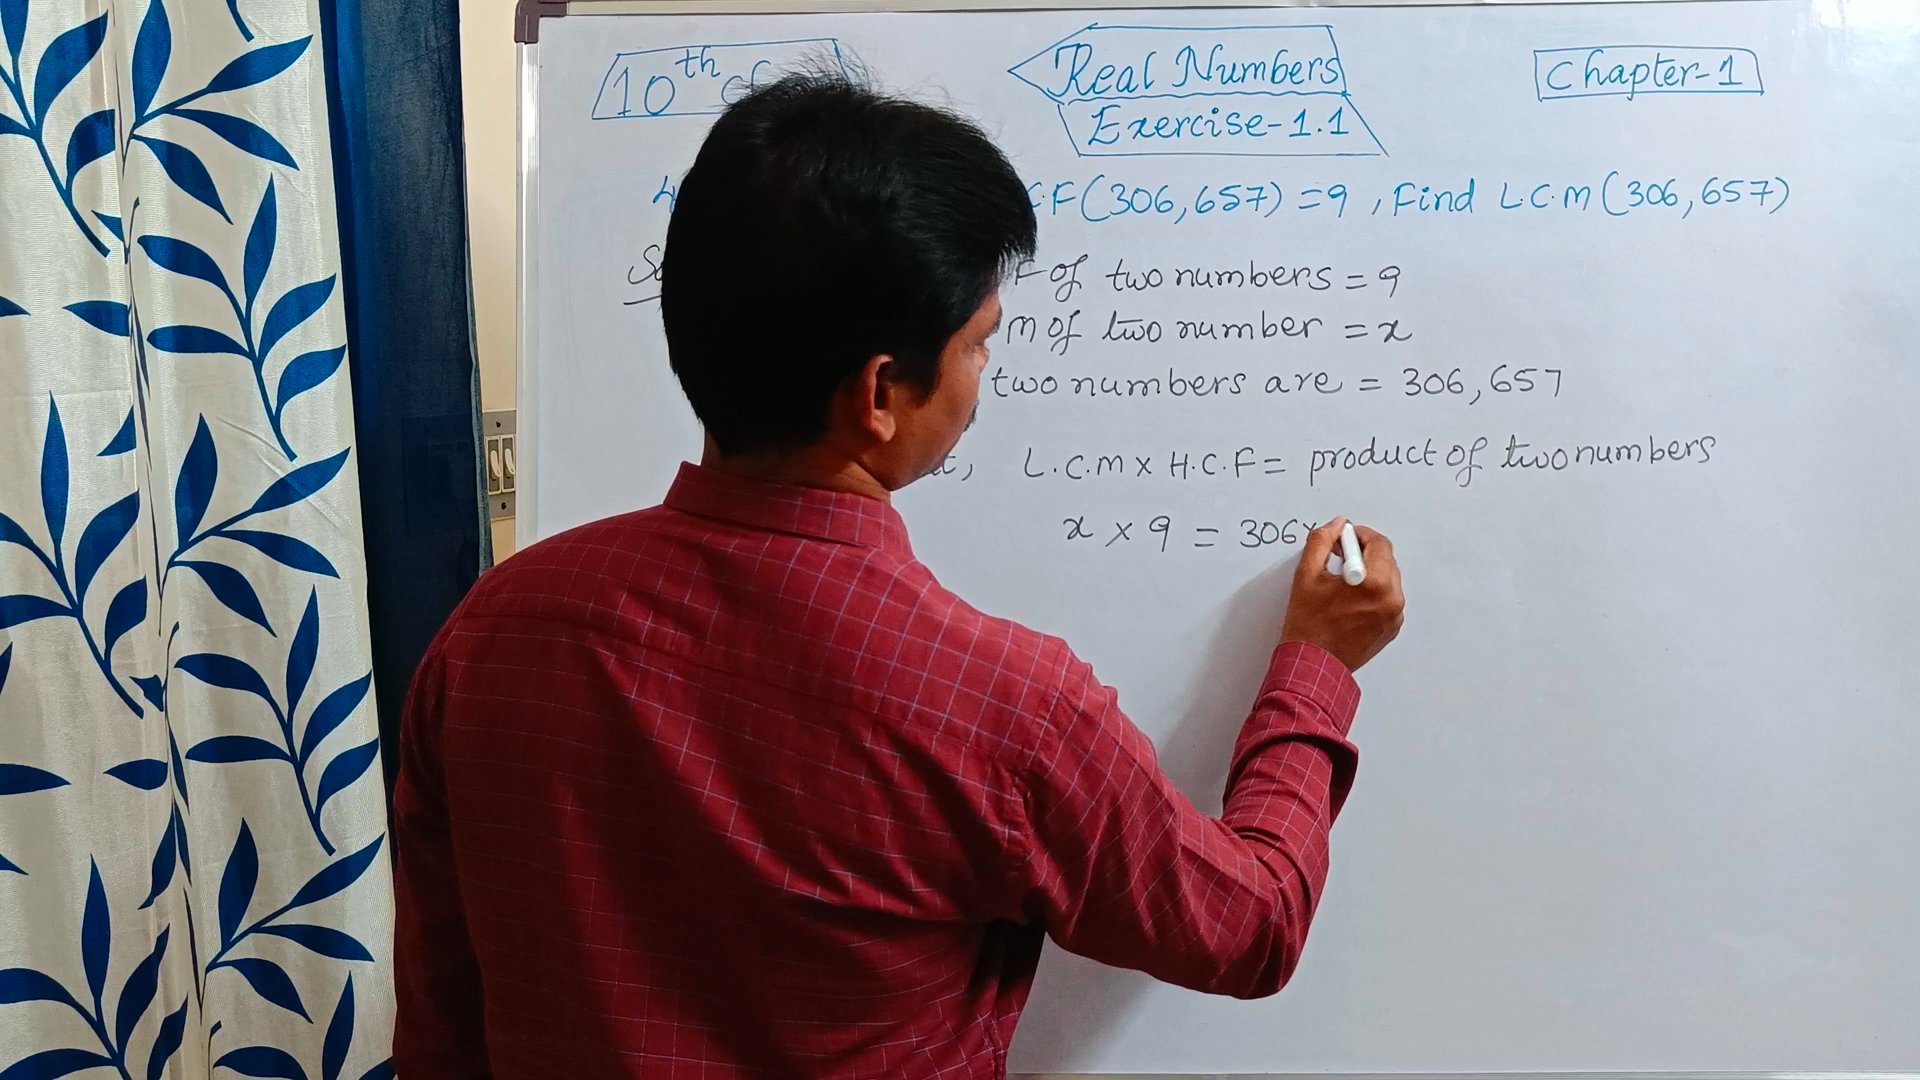 10th
Real Numbers
Exercise-1.1
Chapter-1
F(306,657) = 9 , Find L.C.M (306,657)
of two numbers = 9
M of two number = x
two numbers are = 306,657
, L.C.M x H.C.F = product of two numbers
x × 9 = 306×